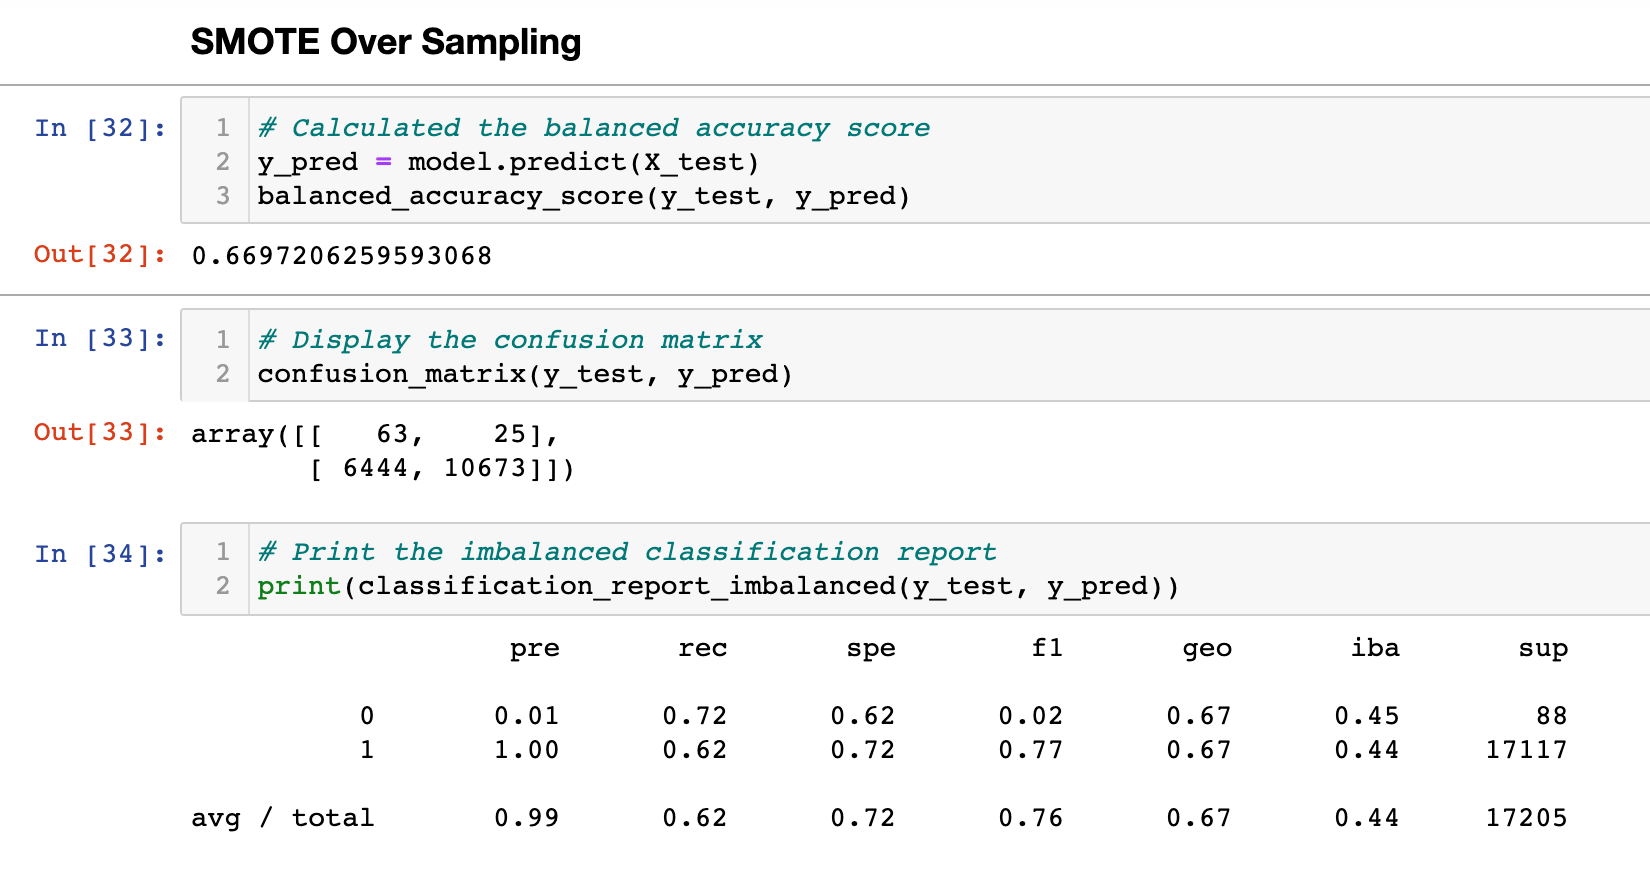 SMOTE Over Sampling
In [32]: 1 # Calculated the balanced accuracy score
2 y_pred = model.predict(X_test)
3 balanced_accuracy_score(y_test, y_pred)
Out[32]: 0.6697206259593068
In [33]: 1 # Display the confusion matrix
2 confusion_matrix(y_test, y_pred)
Out[33]: array([[   63,    25],
       [ 6444, 10673]])
In [34]: 1 # Print the imbalanced classification report
2 print(classification_report_imbalanced(y_test, y_pred))
pre rec spe f1 geo iba sup
0 0.01 0.72 0.62 0.02 0.67 0.45 88
1 1.00 0.62 0.72 0.77 0.67 0.44 17117
avg / total 0.99 0.62 0.72 0.76 0.67 0.44 17205